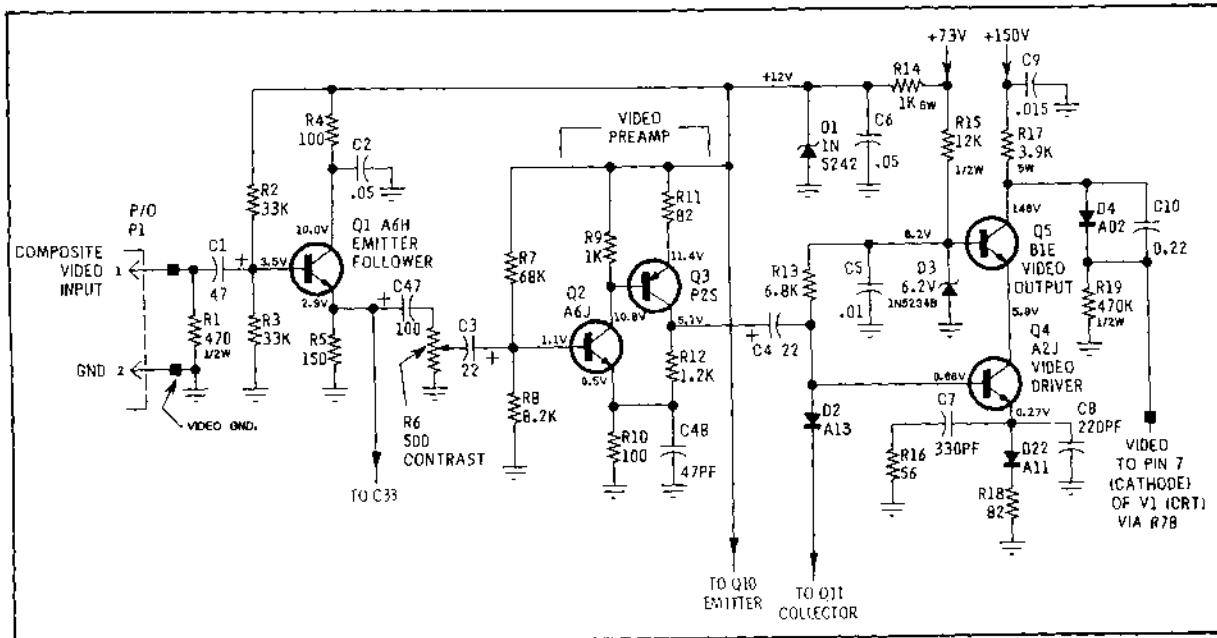 P/O
P1
COMPOSITE
VIDEO
INPUT
1
GND 2
VIDEO GND.
C1
47
+
R1
470
1/2W
R2
33K
R3
33K
3.5V
R4
100
C2
.05
10.0V
Q1 A6H
EMITTER
FOLLOWER
2.9V
R5
150
TO C33
+
C47
100
R6
500
CONTRAST
C3
22
+
VIDEO
PREAMP
R7
68K
R8
8.2K
1.1V
R9
1K
Q2
A6J
0.5V
R10
100
10.8V
R11
82
11.4V
Q3
P2S
5.1V
R12
1.2K
C48
47PF
TO Q10
EMITTER
+12V
D1
1N
5242
C6
.05
R14
1K 6W
+73V
+150V
C9
.015
R15
12K
1/2W
R17
3.9K
5W
+
C4 22
R13
6.8K
C5
.01
6.2V
D3
6.2V
1N5234B
148V
Q5
B1E
VIDEO
OUTPUT
D4
A02
C10
0.22
R19
470K
1/2W
5.8V
Q4
A2J
VIDEO
DRIVER
0.27V
D2
A13
TO Q11
COLLECTOR
C7
330PF
R16
56
D22
A11
R18
82
C8
220PF
VIDEO
TO PIN 7
(CATHODE)
OF V1 (CRT)
VIA R78